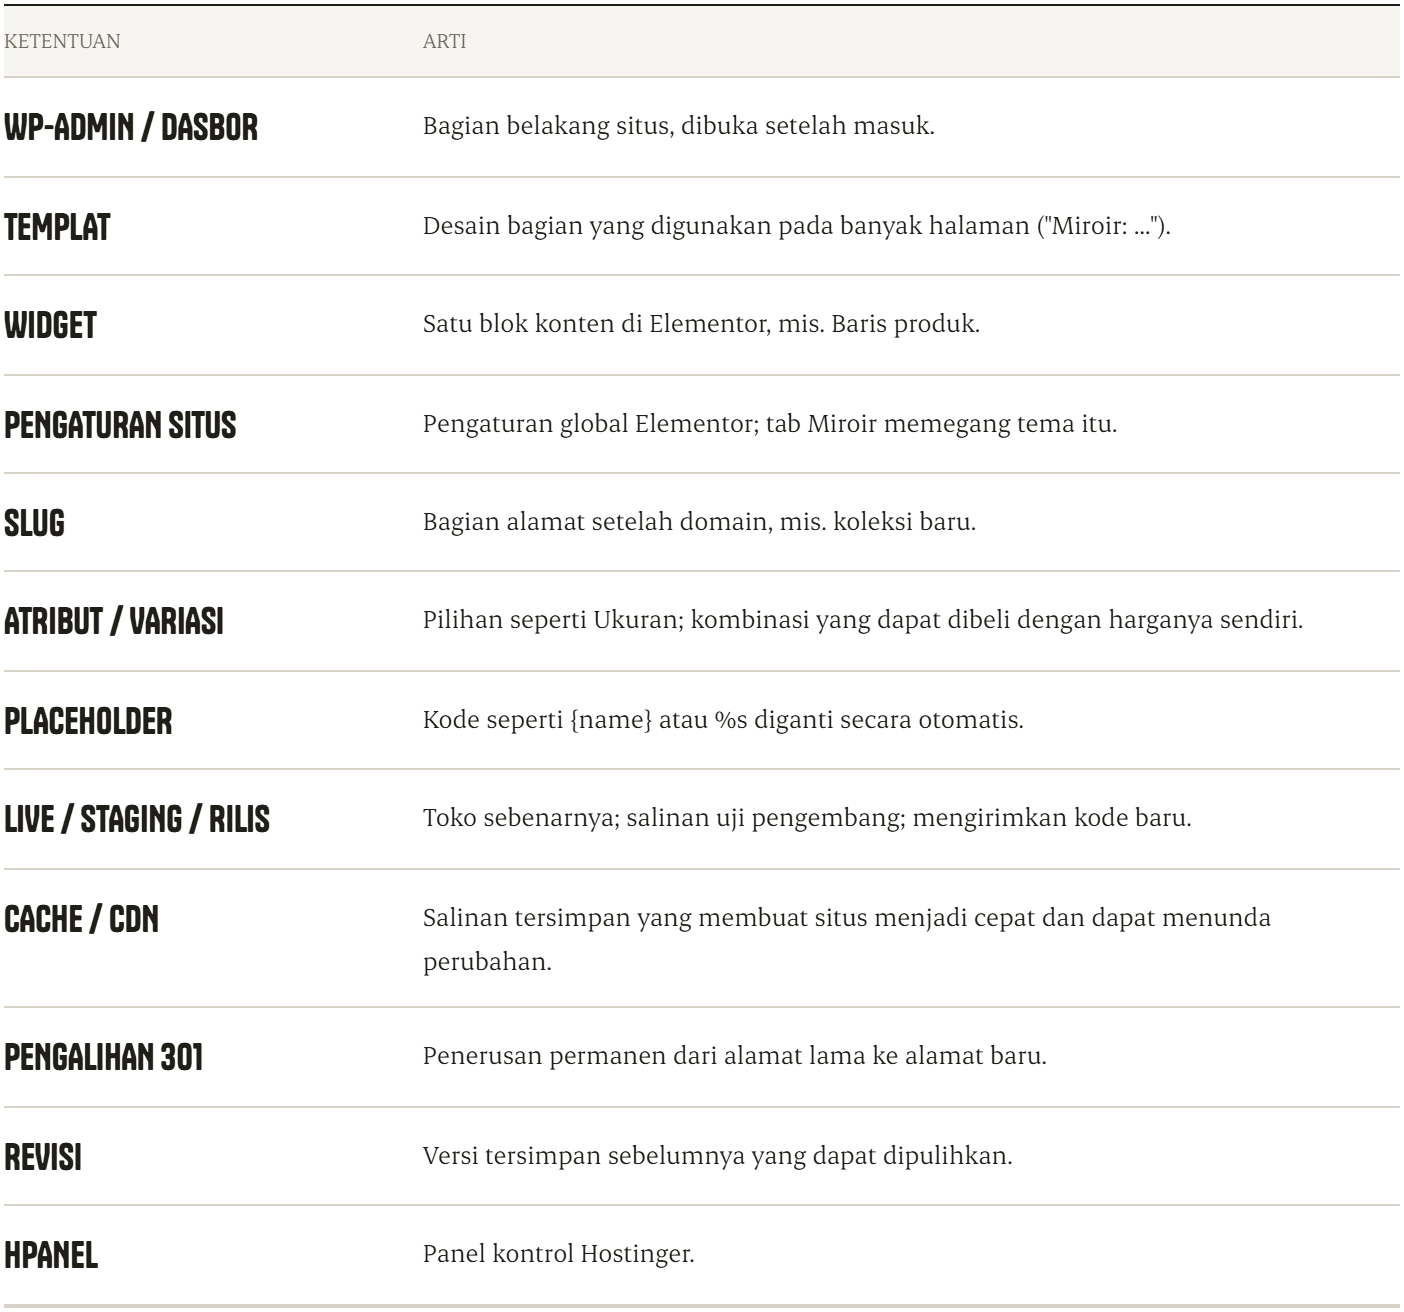 KETENTUAN ARTI
WP-ADMIN / DASBOR Bagian belakang situs, dibuka setelah masuk.
TEMPLAT Desain bagian yang digunakan pada banyak halaman ("Miroir: ...").
WIDGET Satu blok konten di Elementor, mis. Baris produk.
PENGATURAN SITUS Pengaturan global Elementor; tab Miroir memegang tema itu.
SLUG Bagian alamat setelah domain, mis. koleksi baru.
ATRIBUT / VARIASI Pilihan seperti Ukuran; kombinasi yang dapat dibeli dengan harganya sendiri.
PLACEHOLDER Kode seperti {name} atau %s diganti secara otomatis.
LIVE / STAGING / RILIS Toko sebenarnya; salinan uji pengembang; mengirimkan kode baru.
CACHE / CDN Salinan tersimpan yang membuat situs menjadi cepat dan dapat menunda
perubahan.
PENGALIHAN 301 Penerusan permanen dari alamat lama ke alamat baru.
REVISI Versi tersimpan sebelumnya yang dapat dipulihkan.
HPANEL Panel kontrol Hostinger.